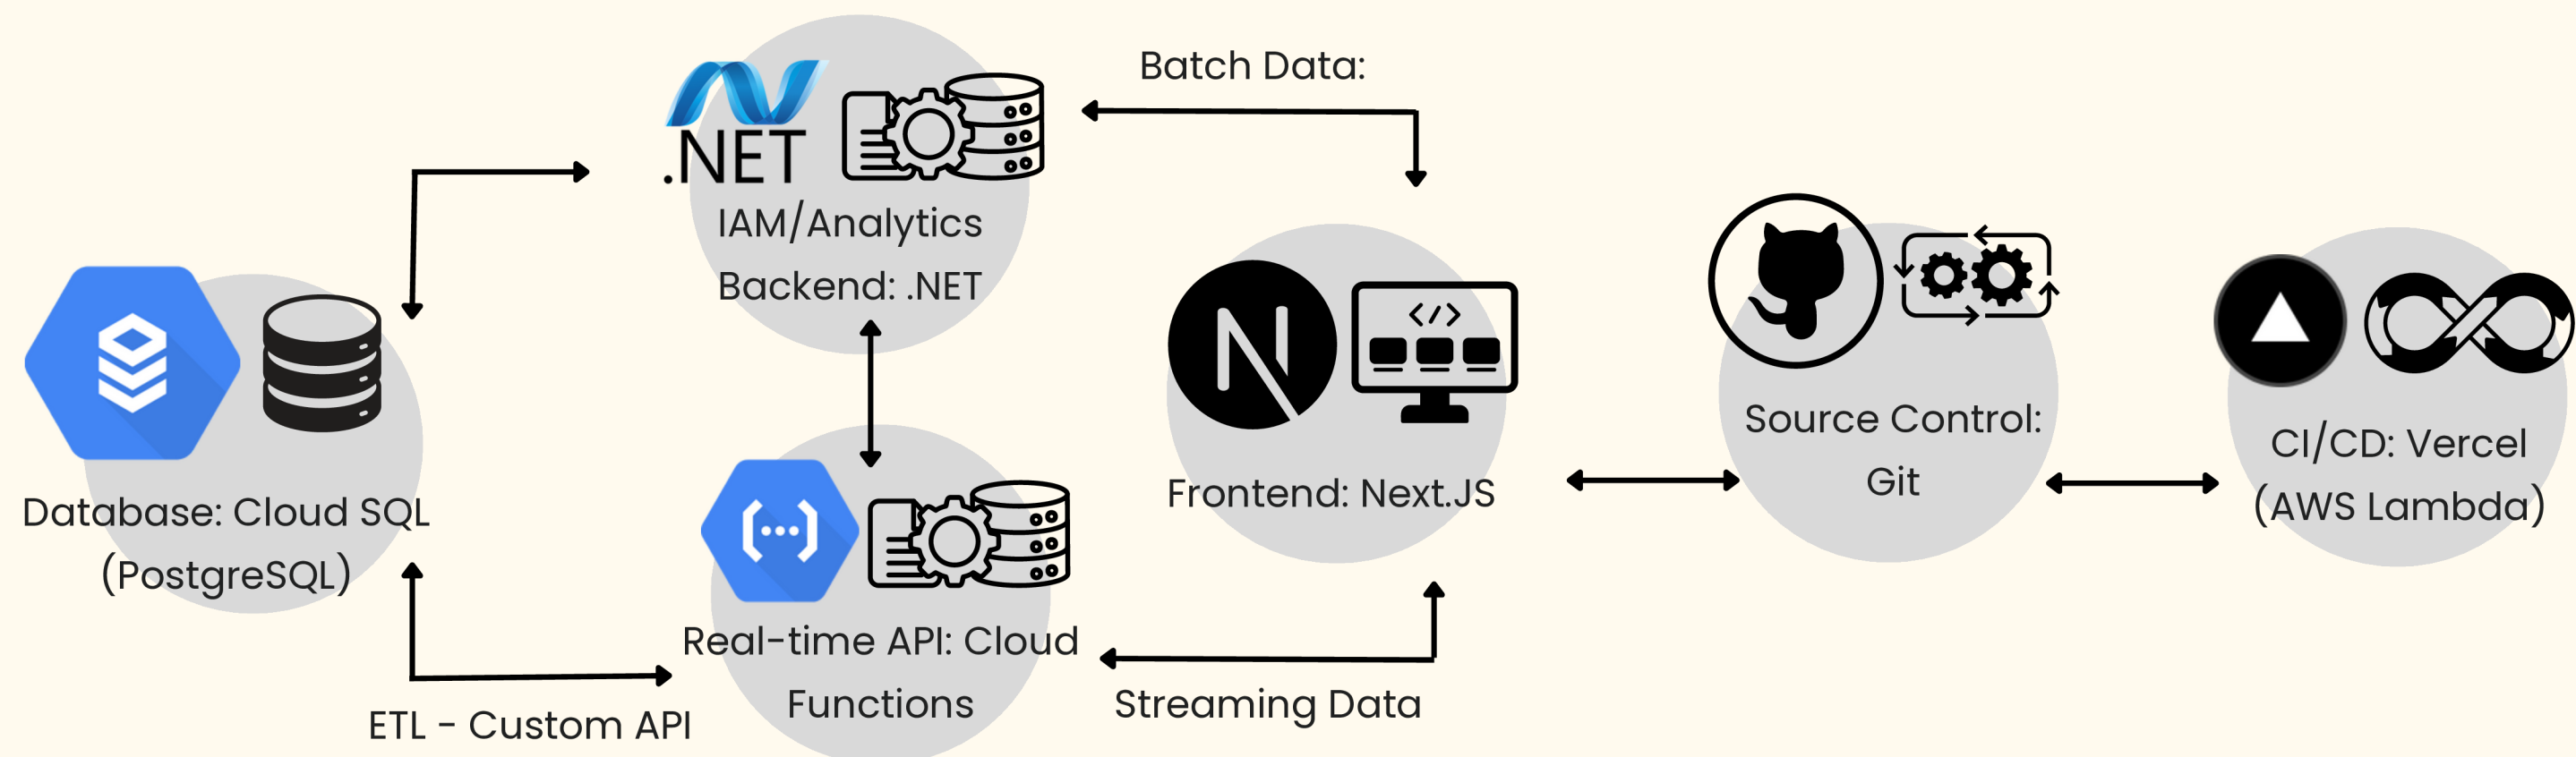 Batch Data:
.NET
IAM/Analytics
Backend: .NET
Database: Cloud SQL
(PostgreSQL)
ETL - Custom API
Real-time API: Cloud
Functions
Streaming Data
N
</>
Frontend: Next.JS
Source Control:
Git
CI/CD: Vercel
(AWS Lambda)